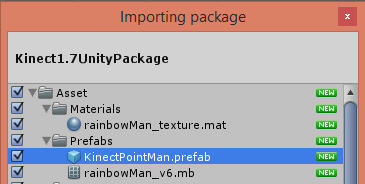 Importing package
x
Kinect1.7UnityPackage
Asset NEW
Materials NEW
rainbowMan_texture.mat NEW
Prefabs NEW
KinectPointMan.prefab NEW
rainbowMan_v6.mb NEW